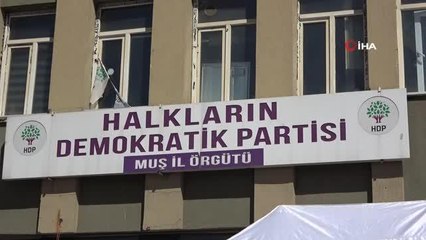 İHA
HALKLARIN
DEMOKRATİK PARTİSİ
MUŞ İL ÖRGÜTÜ
HDP
HDP